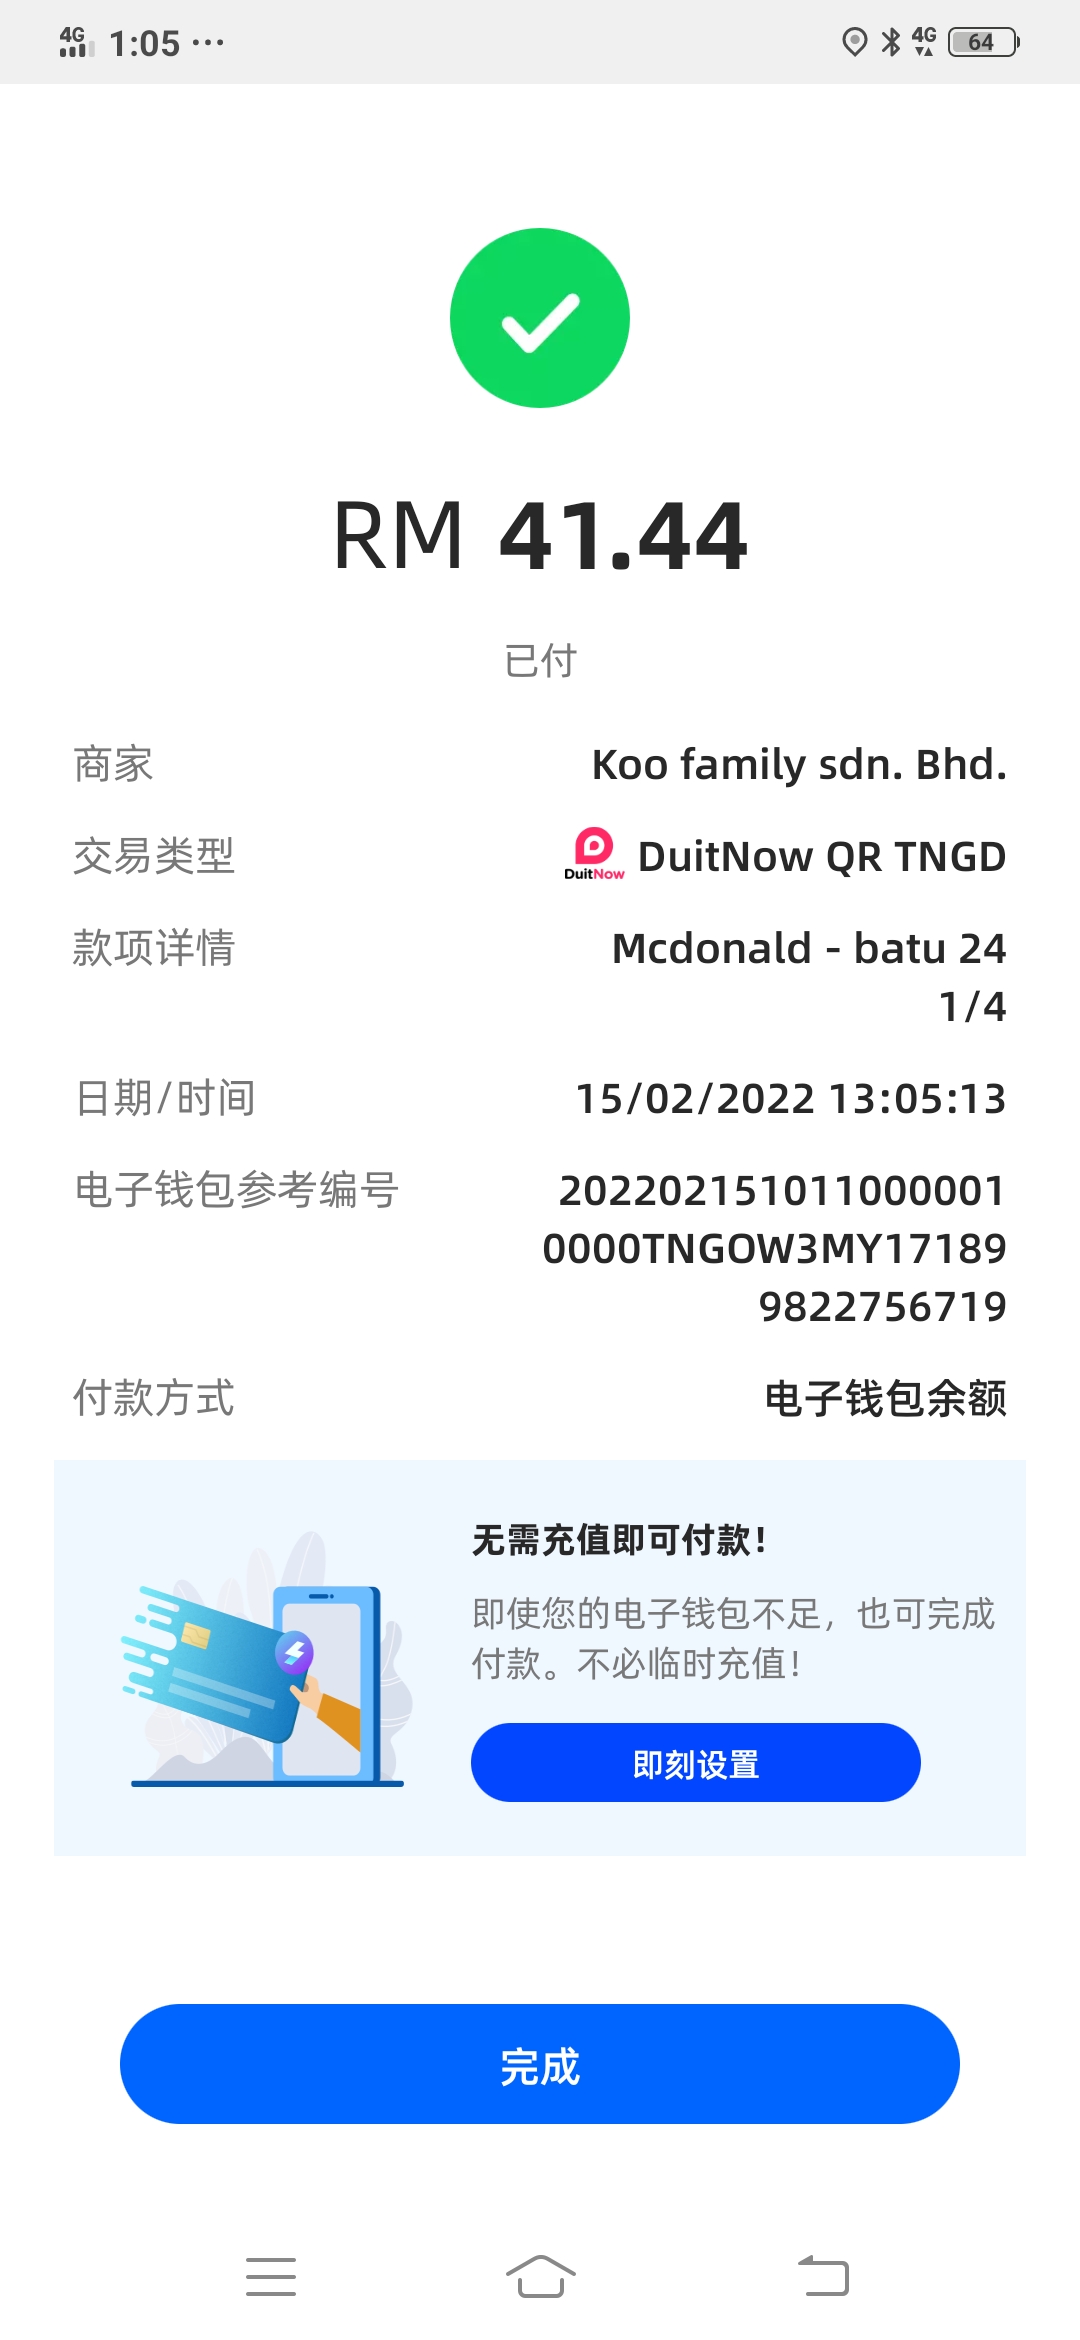 4G 1:05 ... 4G 64
RM 41.44
已付
商家 Koo family sdn. Bhd.
交易类型 DuitNow DuitNow QR TNGD
款项详情 Mcdonald - batu 24
1/4
日期/时间 15/02/2022 13:05:13
电子钱包参考编号 202202151011000001
0000TNGOW3MY17189
9822756719
付款方式 电子钱包余额
无需充值即可付款!
即使您的电子钱包不足，也可完成
付款。不必临时充值!
即刻设置
完成